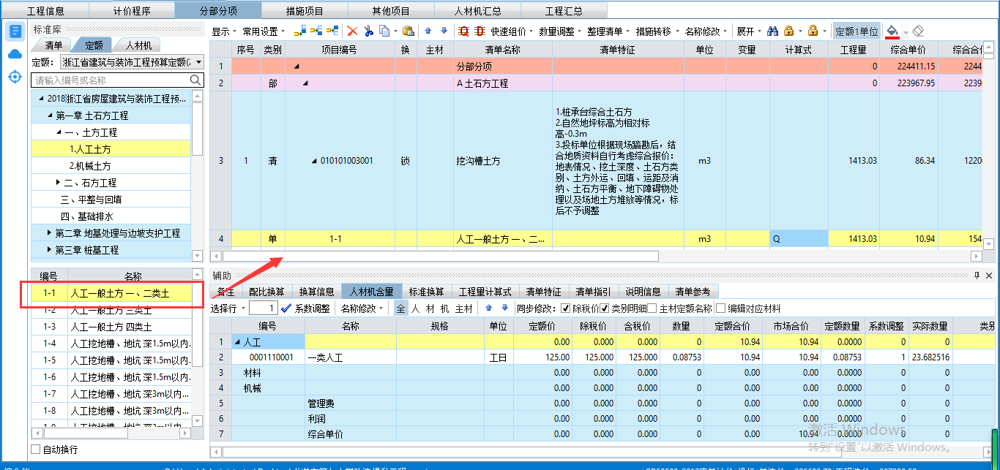 工程信息 计价程序 分部分项 措施项目 其他项目 人材机汇总 工程汇总
标准库
清单 定额 人材机
定额: 浙江省建筑与装饰工程预算定额(2
请输入编号或名称
2018浙江省房屋建筑与装饰工程预...
第一章 土石方工程
一、土方工程
1.人工土方
2.机械土方
二、石方工程
三、平整与回填
四、基础排水
第二章 地基处理与边坡支护工程
第三章 桩基工程
编号 名称
1-1 人工一般土方 一、二类土
1-2 人工一般土方 三类土
1-3 人工一般土方 四类土
1-4 人工挖地槽、地坑 深1.5m以内.
1-5 人工挖地槽、地坑 深1.5m以内.
1-6 人工挖地槽、地坑 深1.5m以内.
1-7 人工挖地槽、地坑 深3m以内...
1-8 人工挖地槽、地坑 深3m以内...
1-9 人工挖地槽、地坑 深3m以内...
自动换行
显示 常用设置 快速组价 数量调整 整理清单 措施转移 名称修改 展开 定额1单位
序号 类别 项目编号 换 主材 清单名称 清单特征 单位 变量 计算式 工程量 综合单价 综合合价
1 分部分项 0 224411.15 2244
2 部 A 土石方工程 0 223967.95 2239
3 1 清 010101003001 锁 挖沟槽土方
1.桩承台综合土石方
2.自然地坪标高为相对标
高-0.3m
3.投标单位根据现场踏勘后，结
合地质资料自行考虑综合报价：
地表情况、挖土深度、土石方类
别、土方外运、回填、运距及消
纳、土石方平衡、地下障碍物处
理以及场地土方堆放等情况，标
后不予调整
m3 1413.03 86.34 1220
4 单 1-1 人工一般土方 一、二... m3 Q 1413.03 10.94 154
辅助
备注 配比换算 换算信息 人材机含量 标准换算 工程量计算式 清单特征 清单指引 说明信息 清单参考
选择行 1 系数调整 名称修改 全 人 材 机 主材 同步修改: 除税价 类别明细 主材定额名称 编辑对应材料
编号 名称 规格 单位 定额价 除税价 含税价 数量 定额合价 市场合价 定额数量 系数调整 实际数量 类别
1 人工 0.00 0.000 0.000 0 10.94 10.94 0.0000 0 0
2 0001110001 一类人工 工日 125.00 125.000 125.000 0.08753 10.94 10.94 0.08753 1 23.682516
3 材料 0.00 0.000 0.000 0 0.00 0.00 0.0000 0 0
4 机械 0.00 0.000 0.000 0 0.00 0.00 0.0000 0 0
5 管理费 0.00 0.000 0.000 0 0.00 0.00 0.0000 0 0
6 利润 0.00 0.000 0.000 0 0.00 0.00 0.0000 0 0
7 综合单价 0.00 0.000 0.000 0 0.00 10.94 0.0000 0 0
激活 Windows
转到"设置"以激活 Windows。